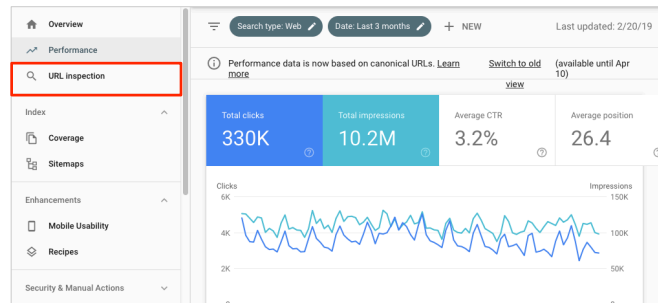 Overview
Performance
URL inspection
Index
Coverage
Sitemaps
Enhancements
Mobile Usability
Recipes
Security & Manual Actions
Search type: Web
Date: Last 3 months
+ NEW
Last updated: 2/20/19
Performance data is now based on canonical URLs. Learn
more
Switch to old
view
(available until Apr
10)
Total clicks
330K
Total impressions
10.2M
Average CTR
3.2%
Average position
26.4
Clicks
6K
4K
2K
Impressions
150K
100K
50K